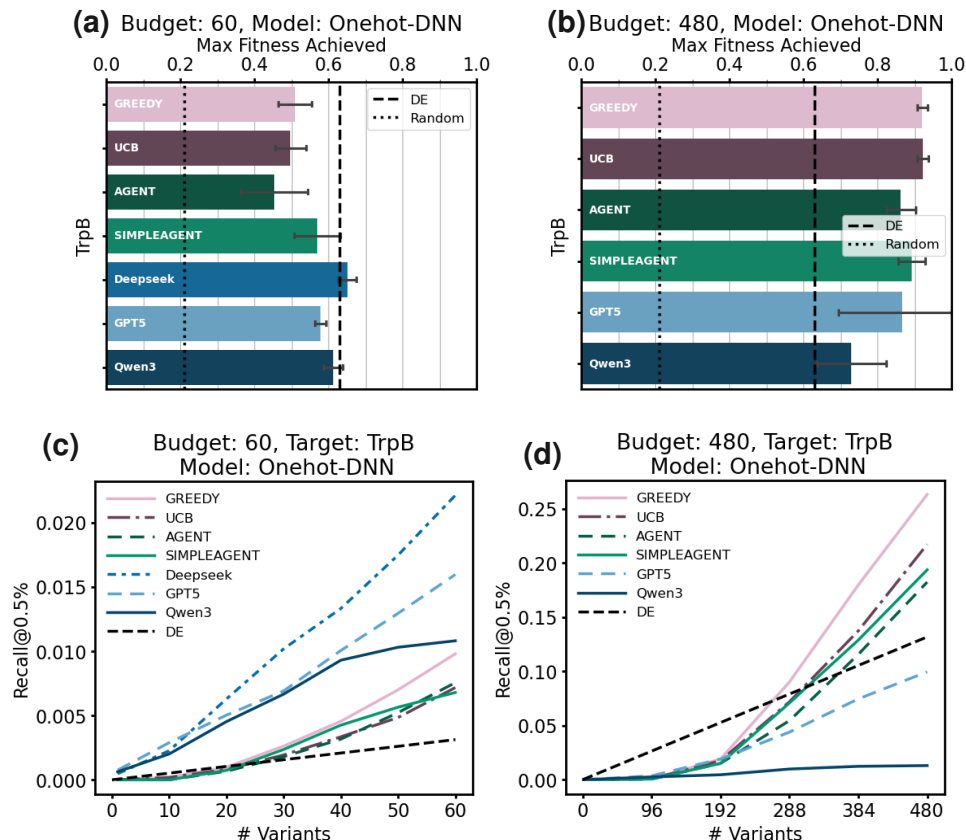 (a)
Budget: 60, Model: Onehot-DNN
Max Fitness Achieved
0.0 0.2 0.4 0.6 0.8 1.0
TrpB
GREEDY
UCB
AGENT
SIMPLEAGENT
Deepseek
GPT5
Qwen3
DE
Random
(b)
Budget: 480, Model: Onehot-DNN
Max Fitness Achieved
0.0 0.2 0.4 0.6 0.8 1.0
TrpB
GREEDY
UCB
AGENT
SIMPLEAGENT
GPT5
Qwen3
DE
Random
(c)
Budget: 60, Target: TrpB
Model: Onehot-DNN
Recall@0.5%
0.020
0.015
0.010
0.005
0.000
GREEDY
UCB
AGENT
SIMPLEAGENT
Deepseek
GPT5
Qwen3
DE
0 10 20 30 40 50 60
# Variants
(d)
Budget: 480, Target: TrpB
Model: Onehot-DNN
Recall@0.5%
0.25
0.20
0.15
0.10
0.05
0.00
GREEDY
UCB
AGENT
SIMPLEAGENT
GPT5
Qwen3
DE
0 96 192 288 384 480
# Variants